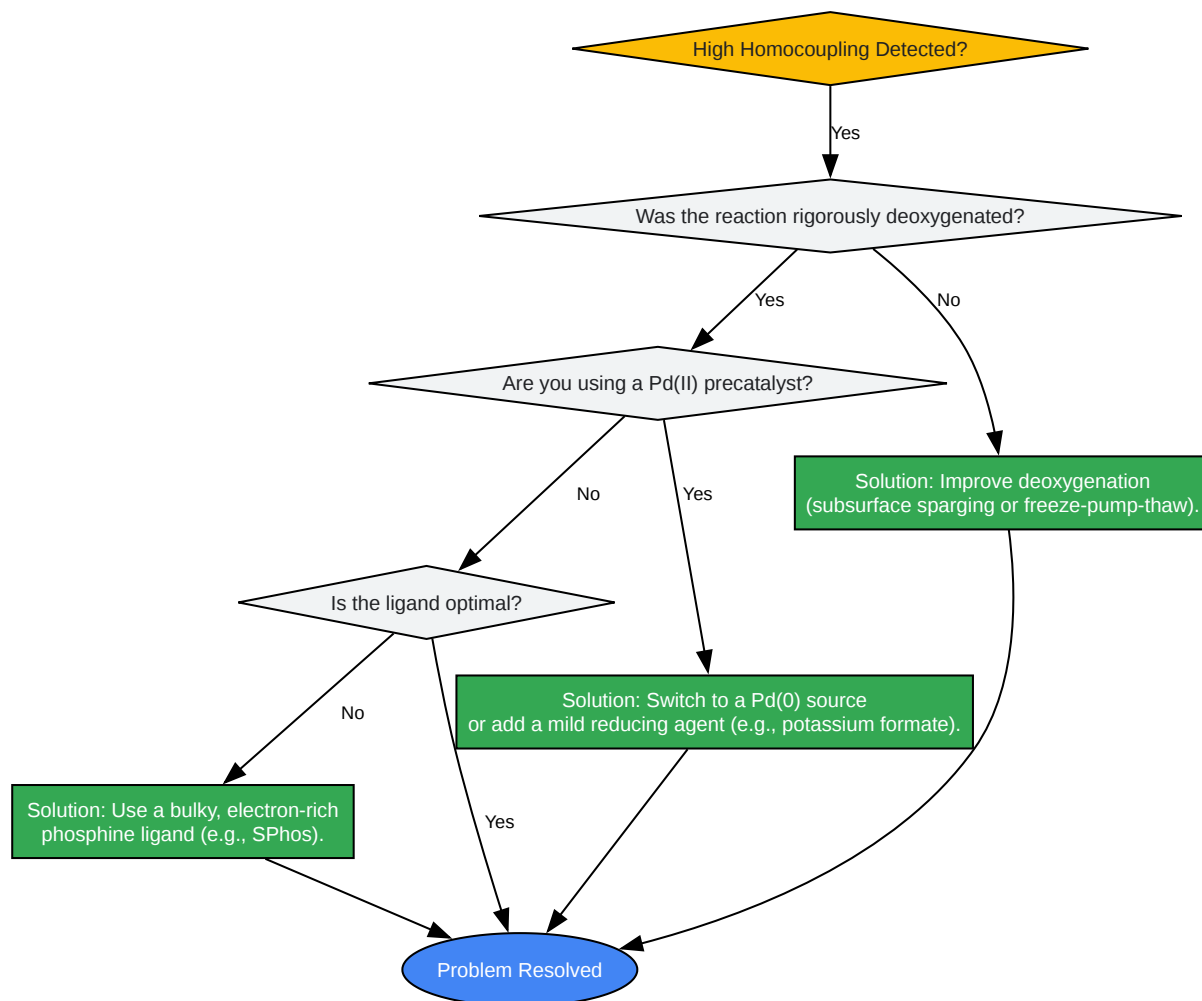 High Homocoupling Detected?
Yes
Was the reaction rigorously deoxygenated?
Yes
No
Are you using a Pd(II) precatalyst?
No
Yes
Solution: Improve deoxygenation
(subsurface sparging or freeze-pump-thaw).
Is the ligand optimal?
No
Yes
Solution: Switch to a Pd(0) source
or add a mild reducing agent (e.g., potassium formate).
Solution: Use a bulky, electron-rich
phosphine ligand (e.g., SPhos).
Problem Resolved